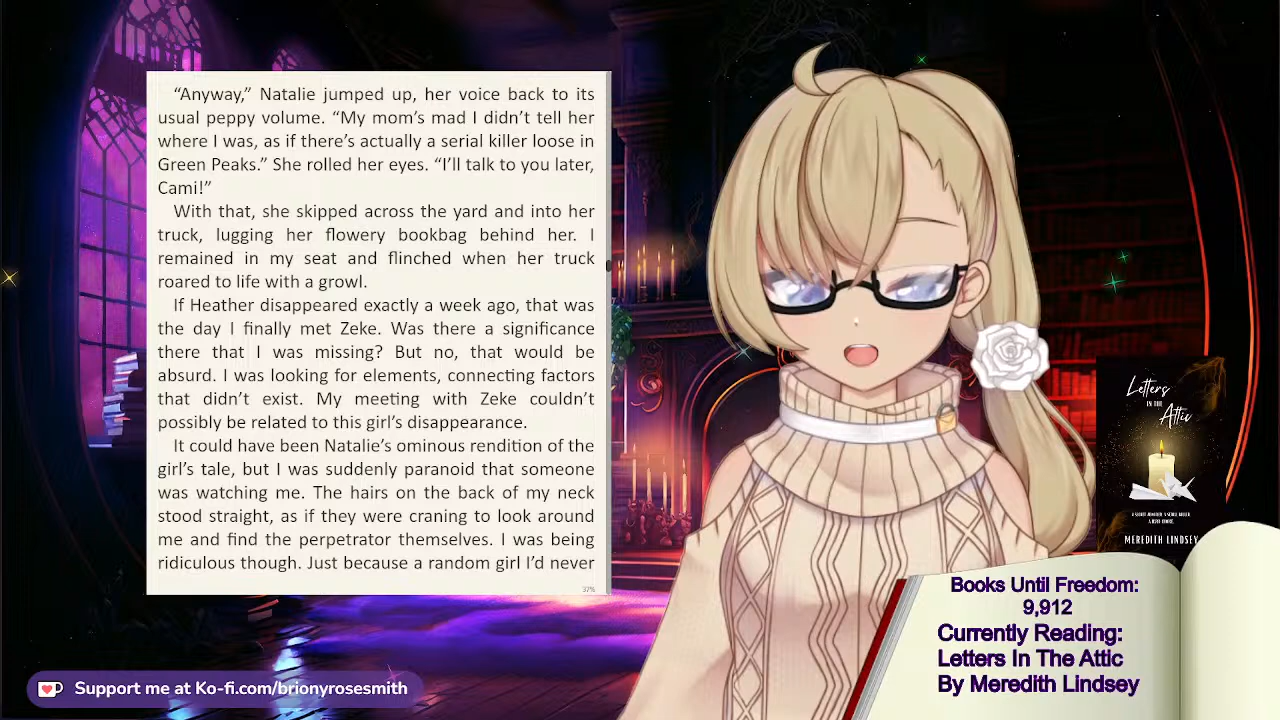 “Anyway,” Natalie jumped up, her voice back to its
usual peppy volume. “My mom’s mad I didn’t tell her
where I was, as if there’s actually a serial killer loose in
Green Peaks.” She rolled her eyes. “I’ll talk to you later,
Cami!”
With that, she skipped across the yard and into her
truck, lugging her flowery bookbag behind her. I
remained in my seat and flinched when her truck
roared to life with a growl.
If Heather disappeared exactly a week ago, that was
the day I finally met Zeke. Was there a significance
there that I was missing? But no, that would be
absurd. I was looking for elements, connecting factors
that didn’t exist. My meeting with Zeke couldn’t
possibly be related to this girl’s disappearance.
It could have been Natalie’s ominous rendition of the
girl’s tale, but I was suddenly paranoid that someone
was watching me. The hairs on the back of my neck
stood straight, as if they were craning to look around
me and find the perpetrator themselves. I was being
ridiculous though. Just because a random girl I’d never
37%
Letters
IN THE
Attic
MEREDITH LINDSEY
Books Until Freedom:
9,912
Currently Reading:
Letters In The Attic
By Meredith Lindsey
Support me at Ko-fi.com/brionyrosesmith